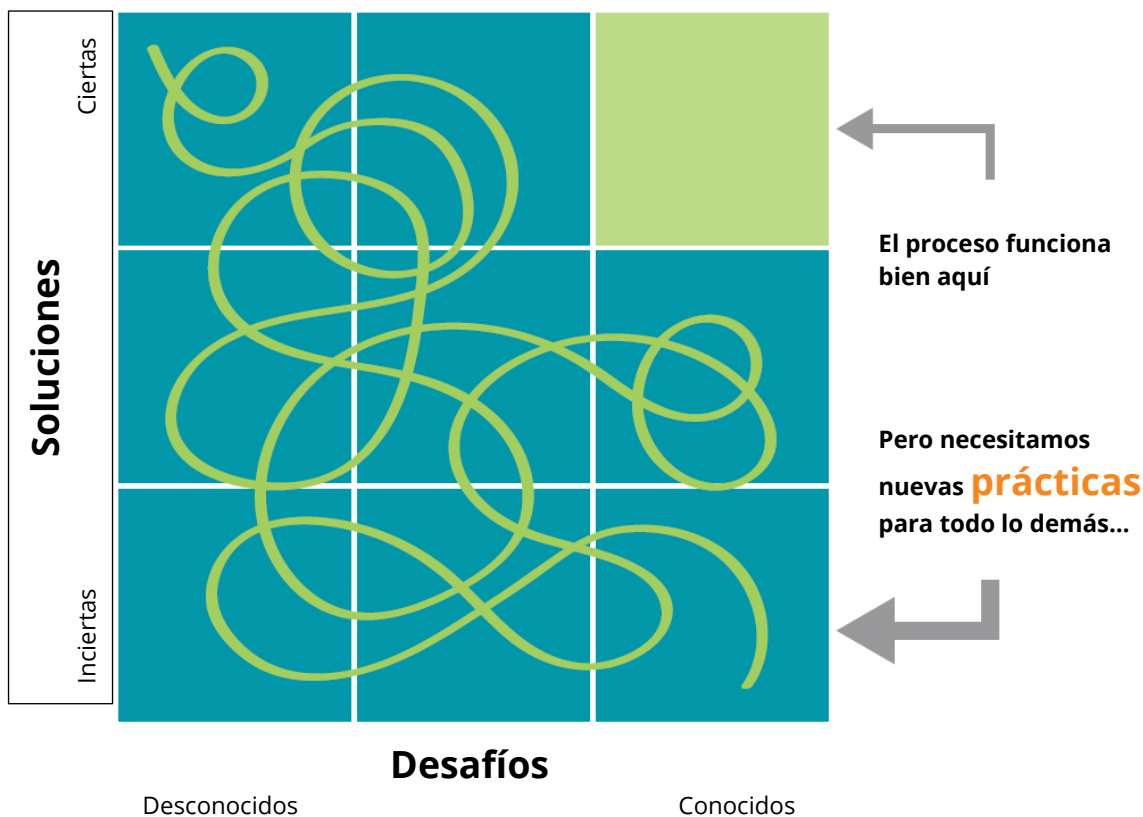 Ciertas
Soluciones
Inciertas
El proceso funciona
bien aquí
Pero necesitamos
nuevas prácticas
para todo lo demás...
Desafíos
Desconocidos
Conocidos